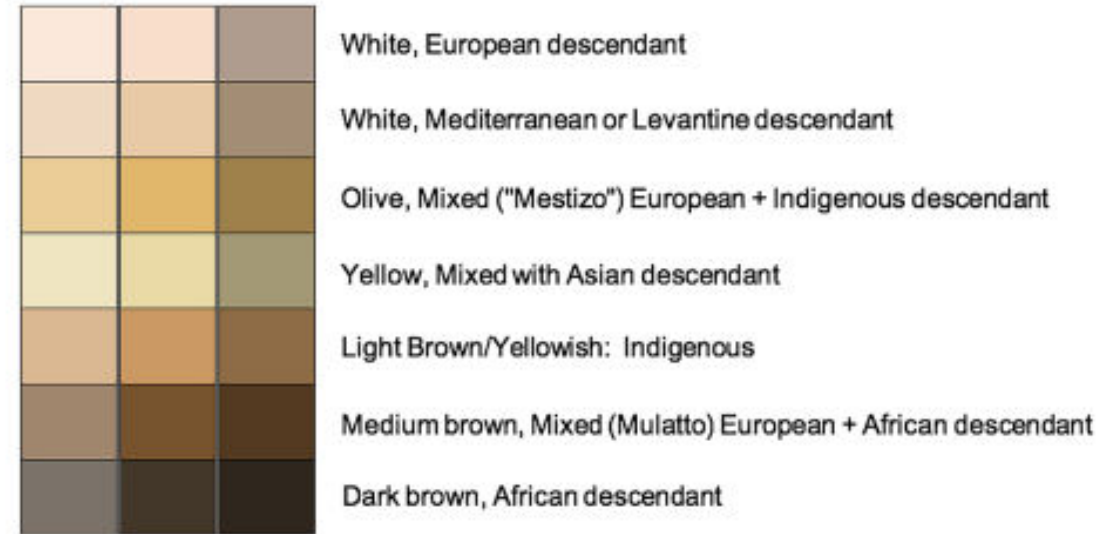 White, European descendant
White, Mediterranean or Levantine descendant
Olive, Mixed ("Mestizo") European + Indigenous descendant
Yellow, Mixed with Asian descendant
Light Brown/Yellowish: Indigenous
Medium brown, Mixed (Mulatto) European + African descendant
Dark brown, African descendant